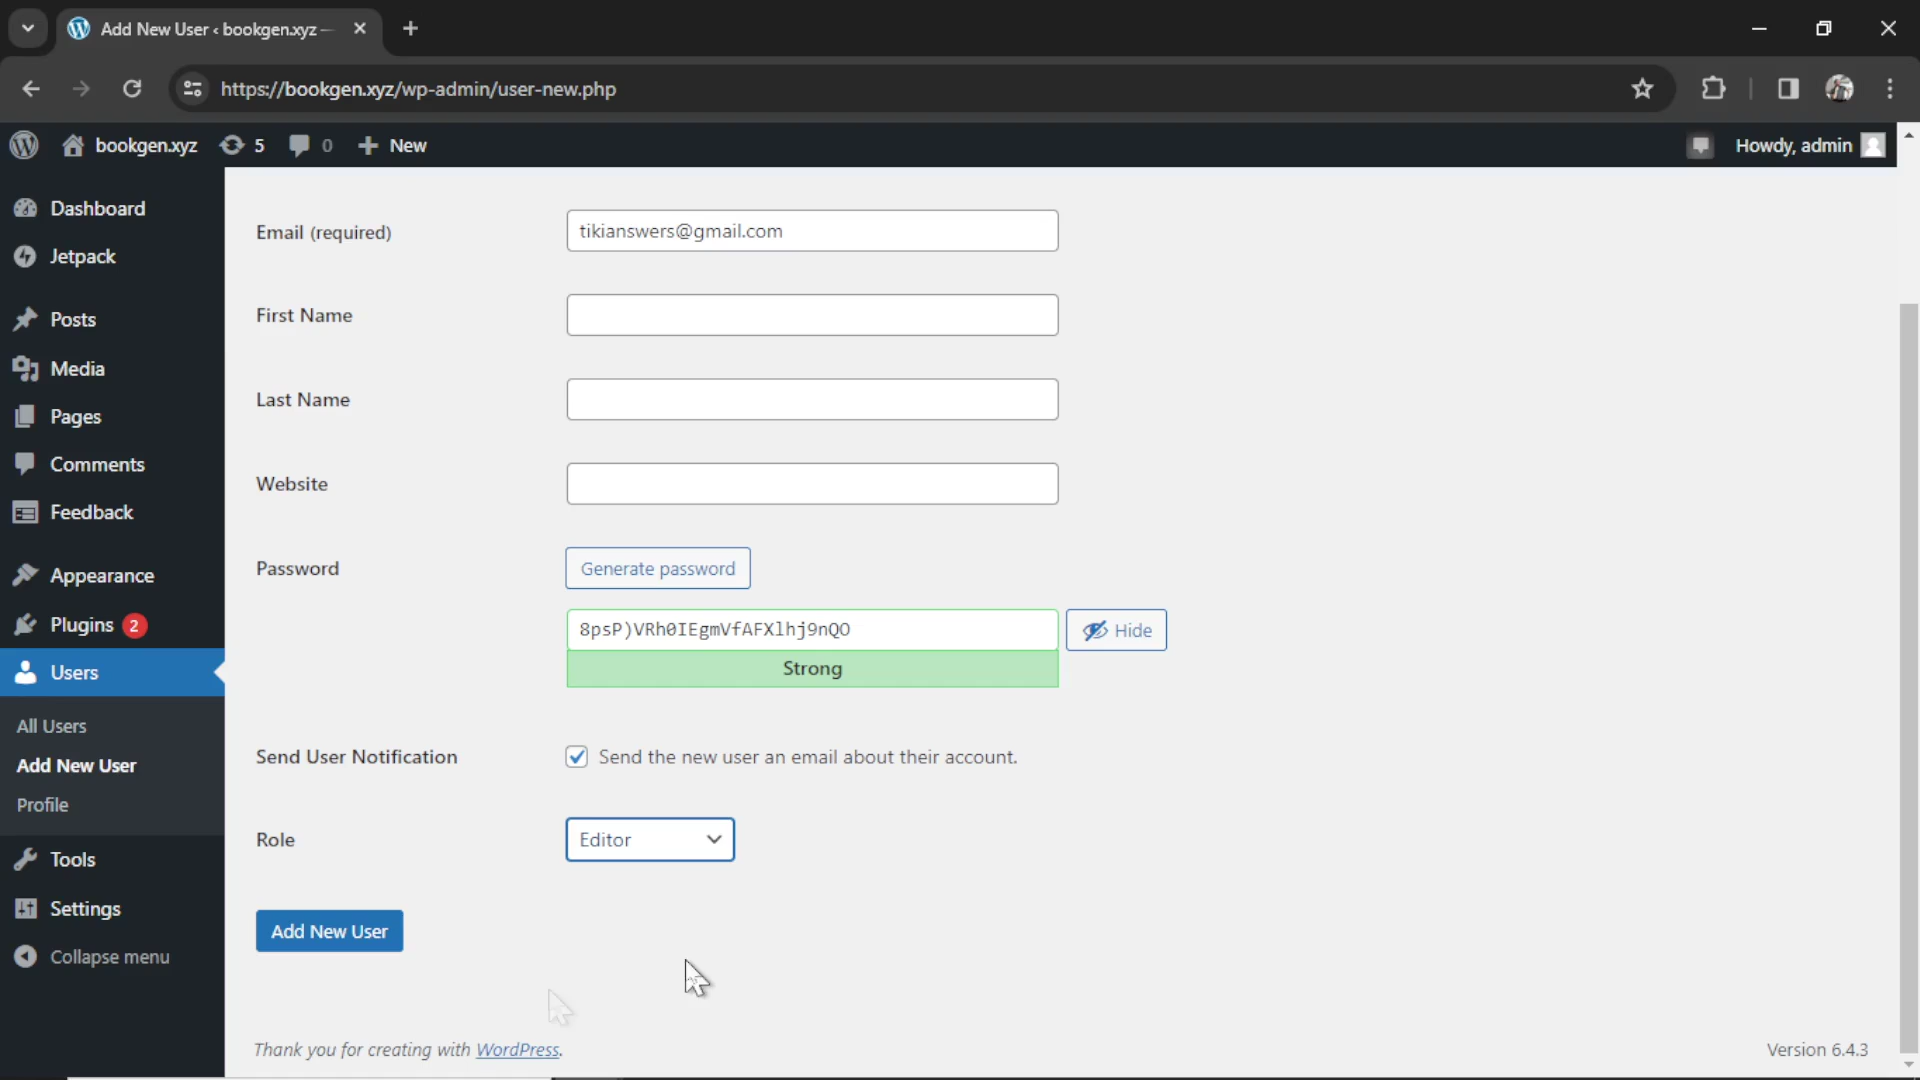 Add New User ‹ bookgen.xyz —
https://bookgen.xyz/wp-admin/user-new.php
bookgen.xyz 5 0 New Howdy, admin
Dashboard
Jetpack
Posts
Media
Pages
Comments
Feedback
Appearance
Plugins 2
Users
All Users
Add New User
Profile
Tools
Settings
Collapse menu
Email (required) tikianswers@gmail.com
First Name
Last Name
Website
Password Generate password
8psP)VRh0IEgmVfAFXlhj9nQO Hide
Strong
Send User Notification Send the new user an email about their account.
Role Editor
Add New User
Thank you for creating with WordPress. Version 6.4.3